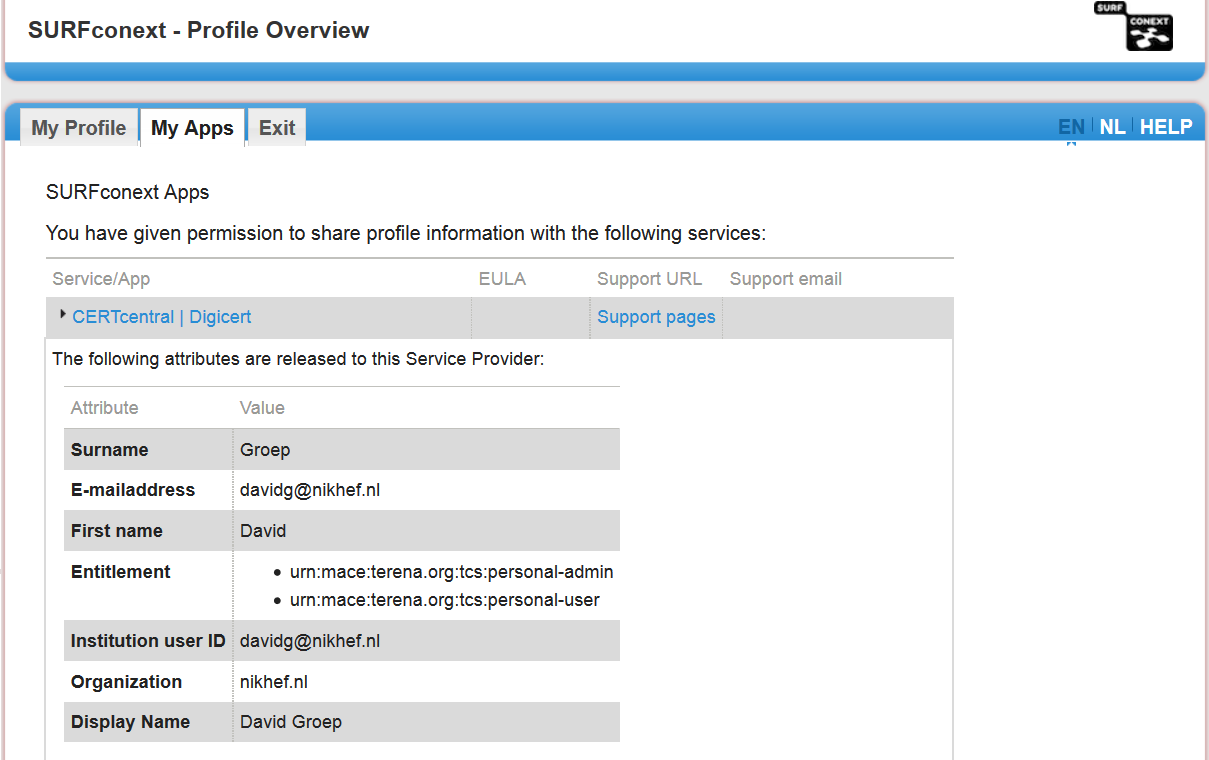 SURFconext - Profile Overview
SURF
CONEXT
My Profile My Apps Exit
EN NL HELP
SURFconext Apps
You have given permission to share profile information with the following services:
Service/App EULA Support URL Support email
CERTcentral | Digicert Support pages
The following attributes are released to this Service Provider:
Attribute Value
Surname Groep
E-mailaddress davidg@nikhef.nl
First name David
Entitlement • urn:mace:terena.org:tcs:personal-admin
• urn:mace:terena.org:tcs:personal-user
Institution user ID davidg@nikhef.nl
Organization nikhef.nl
Display Name David Groep